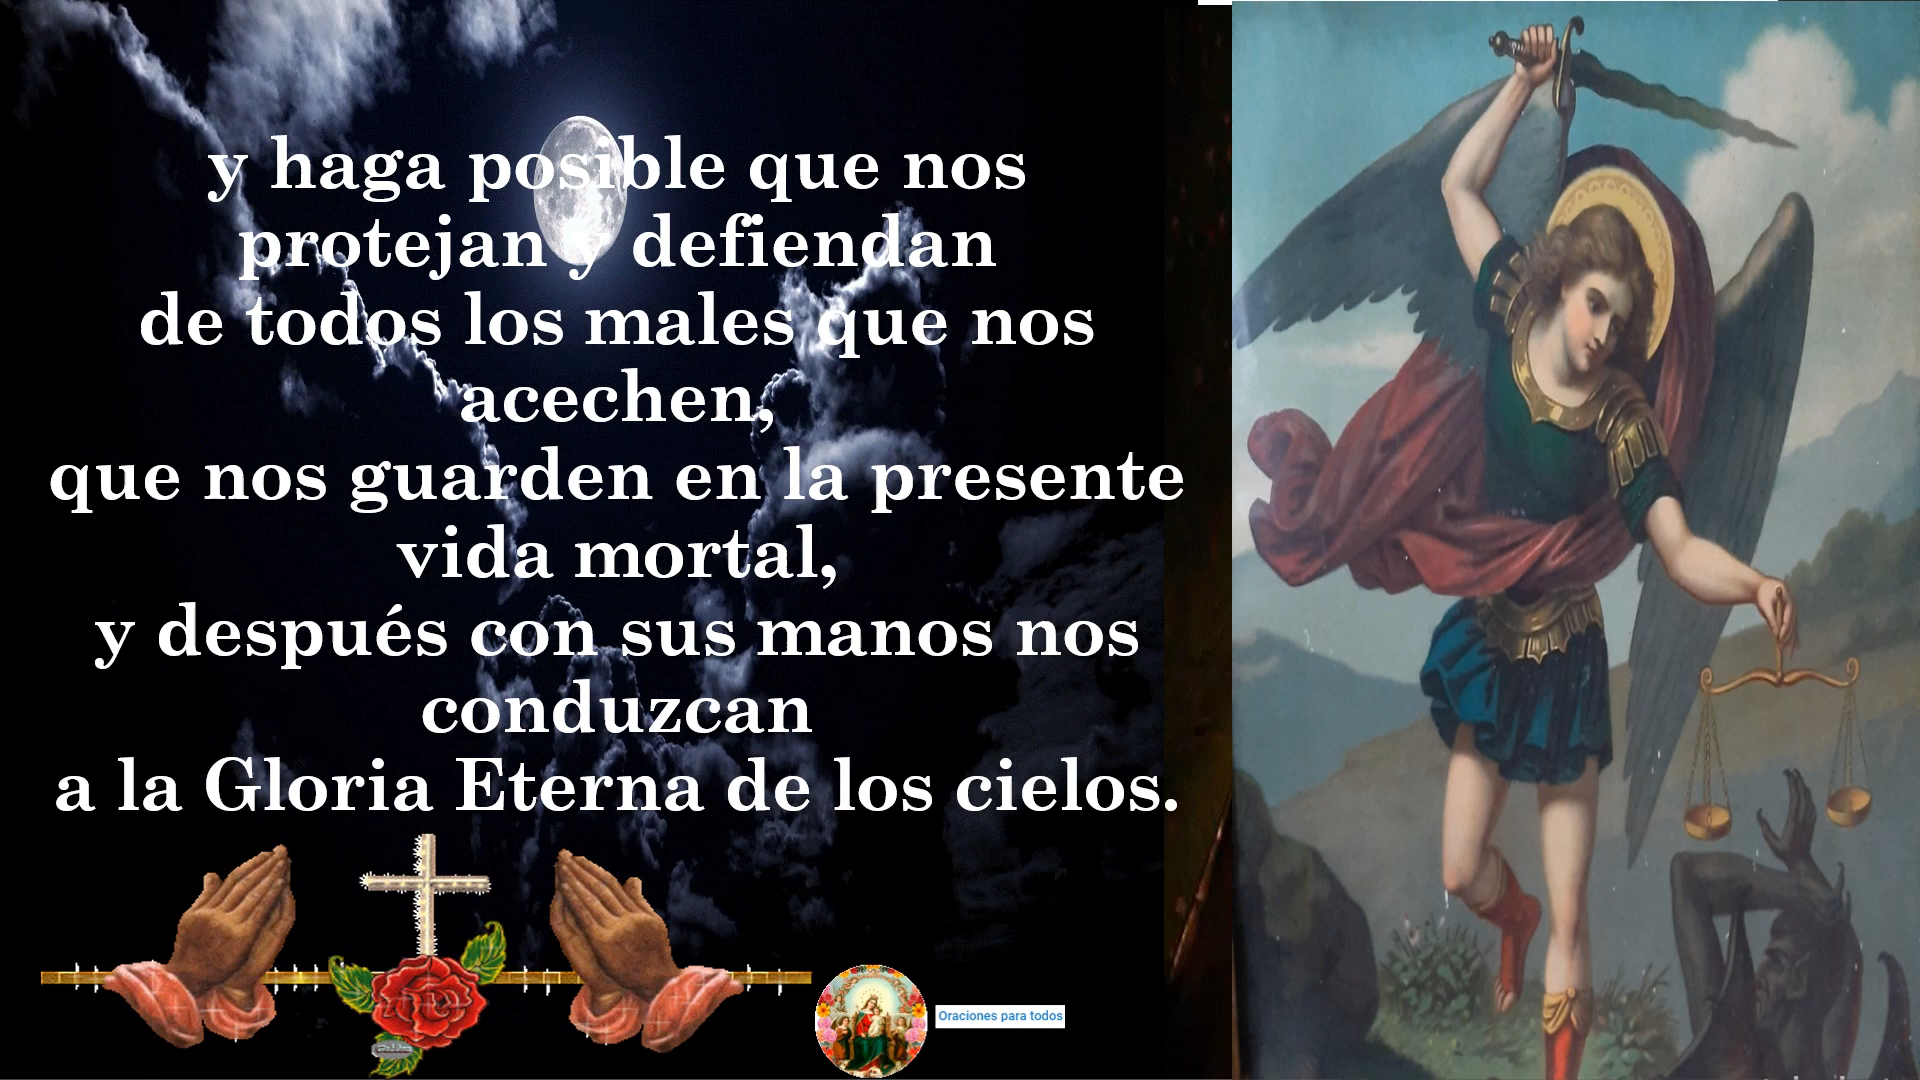 y haga posible que nos
protejan y defiendan
de todos los males que nos
acechen,
que nos guarden en la presente
vida mortal,
y después con sus manos nos
conduzcan
a la Gloria Eterna de los cielos.
Oraciones para todos